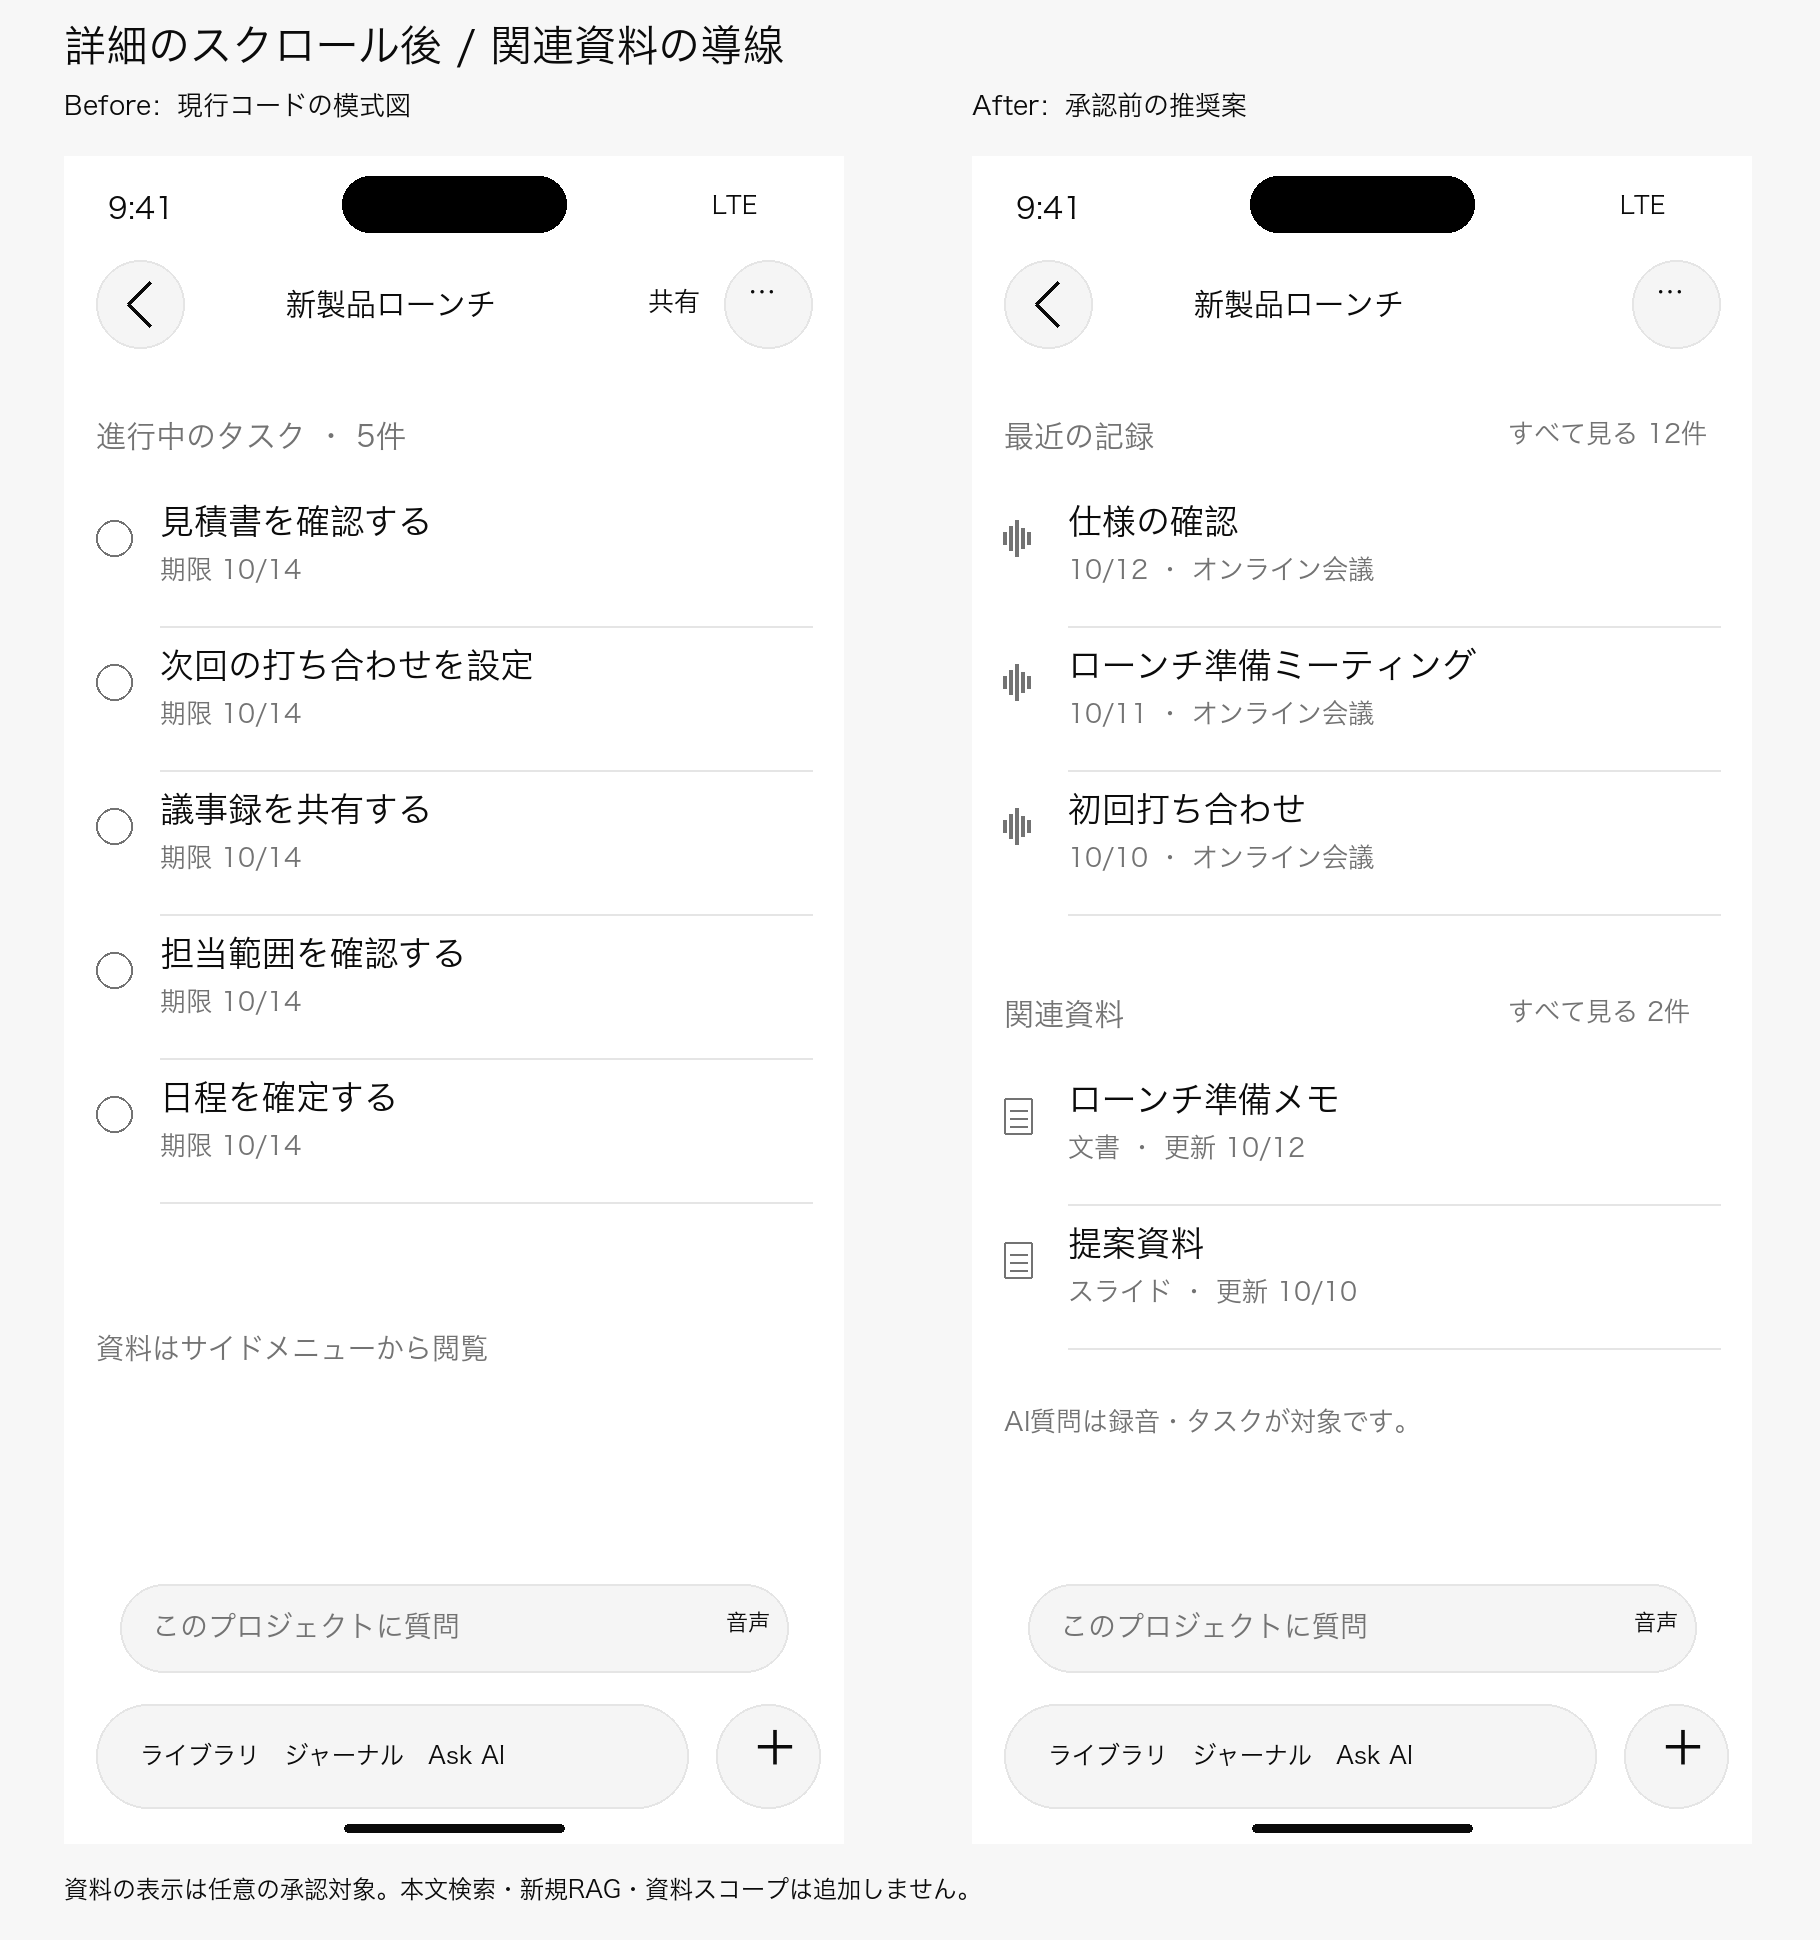 詳細のスクロール後 / 関連資料の導線
Before: 現行コードの模式図
9:41
LTE
新製品ローンチ
共有
…
進行中のタスク ・ 5件
見積書を確認する
期限 10/14
次回の打ち合わせを設定
期限 10/14
議事録を共有する
期限 10/14
担当範囲を確認する
期限 10/14
日程を確定する
期限 10/14
資料はサイドメニューから閲覧
このプロジェクトに質問
音声
ライブラリ ジャーナル Ask AI
+
After: 承認前の推奨案
9:41
LTE
新製品ローンチ
…
最近の記録
すべて見る 12件
仕様の確認
10/12 ・ オンライン会議
ローンチ準備ミーティング
10/11 ・ オンライン会議
初回打ち合わせ
10/10 ・ オンライン会議
関連資料
すべて見る 2件
ローンチ準備メモ
文書 ・ 更新 10/12
提案資料
スライド ・ 更新 10/10
AI質問は録音・タスクが対象です。
このプロジェクトに質問
音声
ライブラリ ジャーナル Ask AI
+
資料の表示は任意の承認対象。本文検索・新規RAG・資料スコープは追加しません。